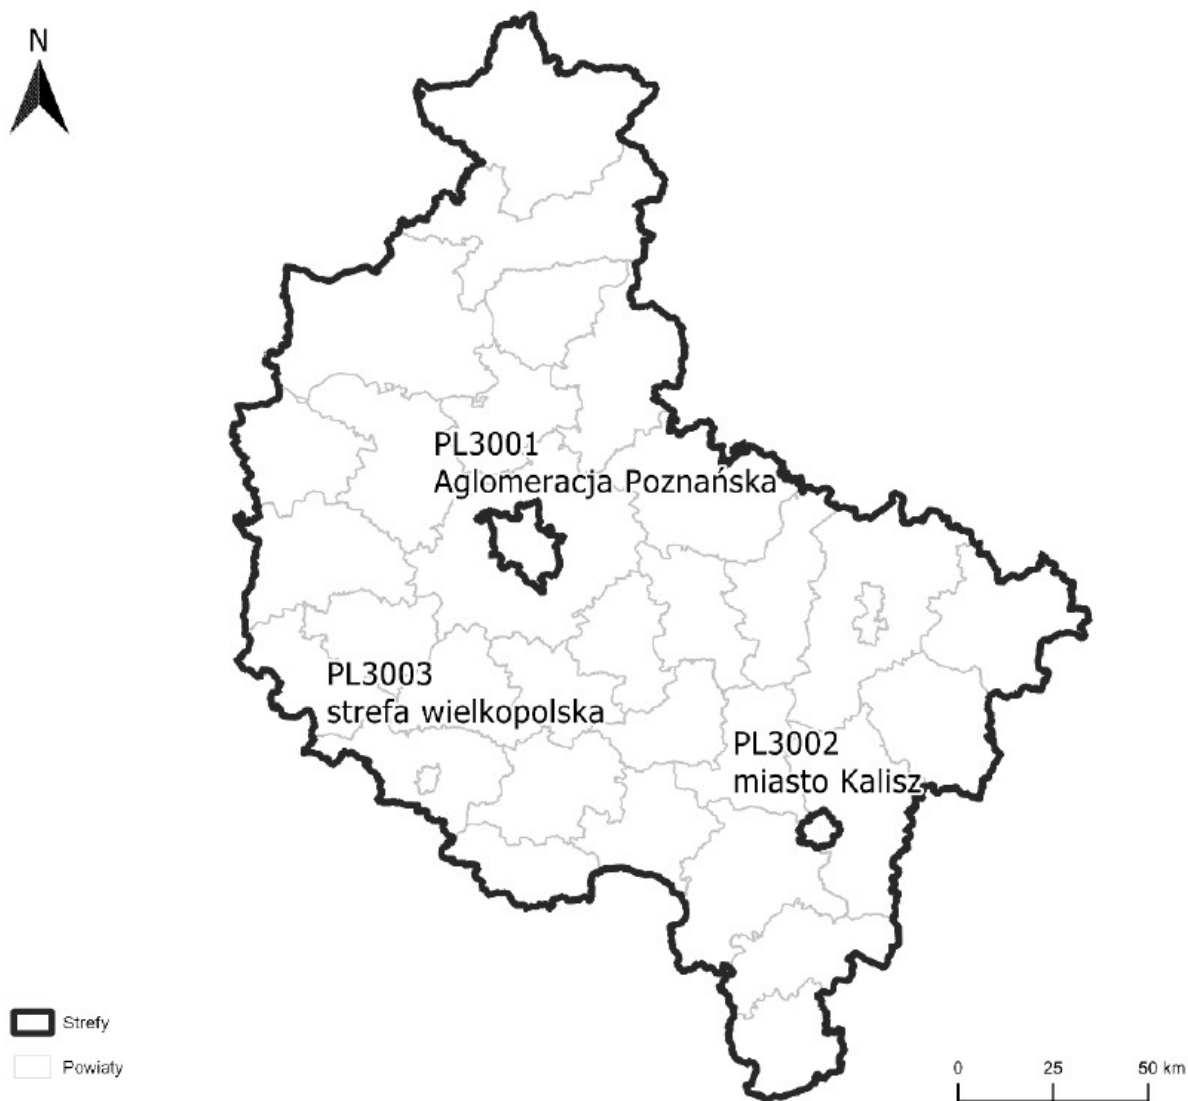 N
PL3001
Aglomeracja Poznańska
PL3003
strefa wielkopolska
PL3002
miasto Kalisz
Strefy
Powiaty
0 25 50 km